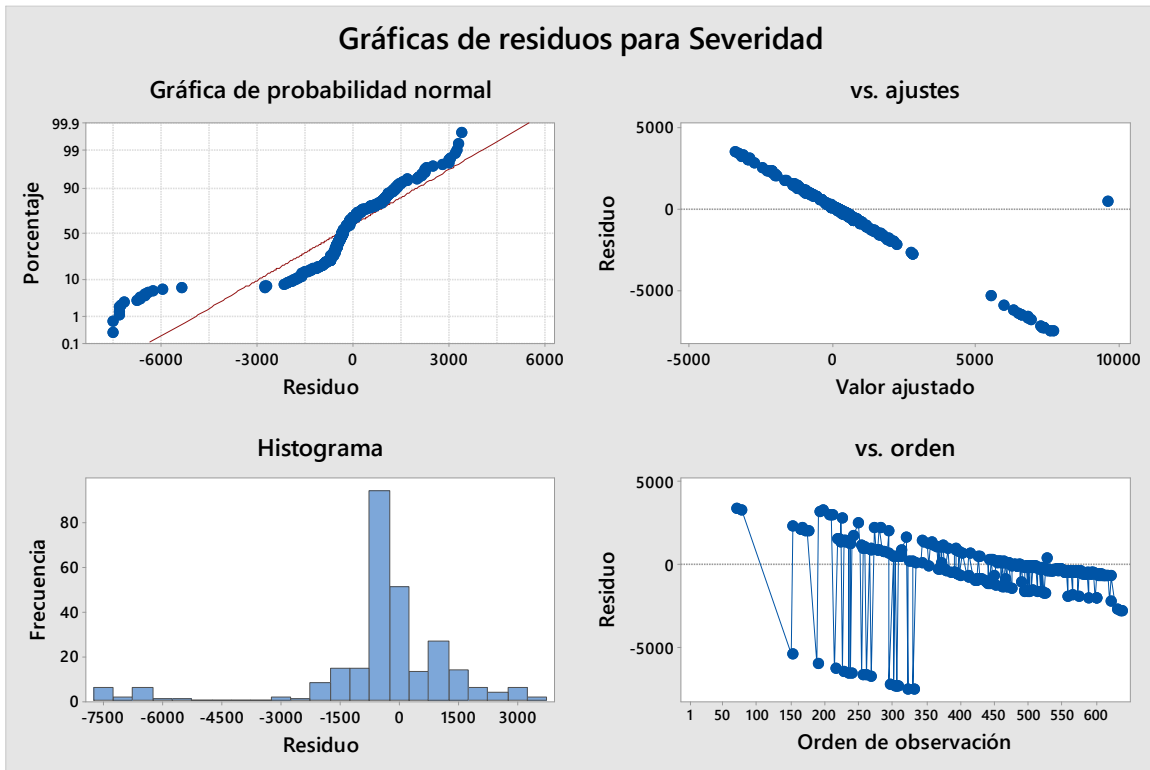 Gráficas de residuos para Severidad
Gráfica de probabilidad normal
99.9
99
90
50
10
1
0.1
Porcentaje
-6000 -3000 0 3000 6000
Residuo
vs. ajustes
5000
0
-5000
Residuo
-5000 0 5000 10000
Valor ajustado
Histograma
80
60
40
20
0
Frecuencia
-7500 -6000 -4500 -3000 -1500 0 1500 3000
Residuo
vs. orden
5000
0
-5000
Residuo
1 50 100 150 200 250 300 350 400 450 500 550 600
Orden de observación